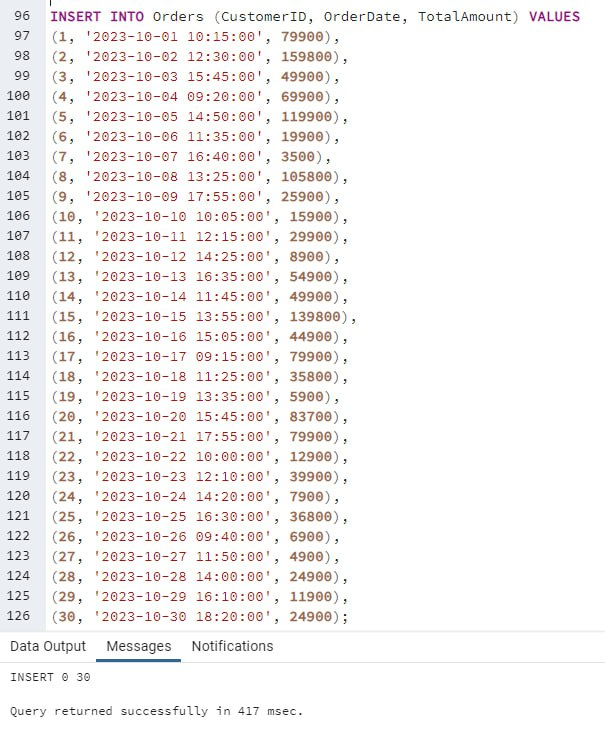 96 INSERT INTO Orders (CustomerID, OrderDate, TotalAmount) VALUES
97 (1, '2023-10-01 10:15:00', 79900),
98 (2, '2023-10-02 12:30:00', 159800),
99 (3, '2023-10-03 15:45:00', 49900),
100 (4, '2023-10-04 09:20:00', 69900),
101 (5, '2023-10-05 14:50:00', 119900),
102 (6, '2023-10-06 11:35:00', 19900),
103 (7, '2023-10-07 16:40:00', 3500),
104 (8, '2023-10-08 13:25:00', 105800),
105 (9, '2023-10-09 17:55:00', 25900),
106 (10, '2023-10-10 10:05:00', 15900),
107 (11, '2023-10-11 12:15:00', 29900),
108 (12, '2023-10-12 14:25:00', 8900),
109 (13, '2023-10-13 16:35:00', 54900),
110 (14, '2023-10-14 11:45:00', 49900),
111 (15, '2023-10-15 13:55:00', 139800),
112 (16, '2023-10-16 15:05:00', 44900),
113 (17, '2023-10-17 09:15:00', 79900),
114 (18, '2023-10-18 11:25:00', 35800),
115 (19, '2023-10-19 13:35:00', 5900),
116 (20, '2023-10-20 15:45:00', 83700),
117 (21, '2023-10-21 17:55:00', 79900),
118 (22, '2023-10-22 10:00:00', 12900),
119 (23, '2023-10-23 12:10:00', 39900),
120 (24, '2023-10-24 14:20:00', 7900),
121 (25, '2023-10-25 16:30:00', 36800),
122 (26, '2023-10-26 09:40:00', 6900),
123 (27, '2023-10-27 11:50:00', 4900),
124 (28, '2023-10-28 14:00:00', 24900),
125 (29, '2023-10-29 16:10:00', 11900),
126 (30, '2023-10-30 18:20:00', 24900);
Data Output Messages Notifications
INSERT 0 30
Query returned successfully in 417 msec.